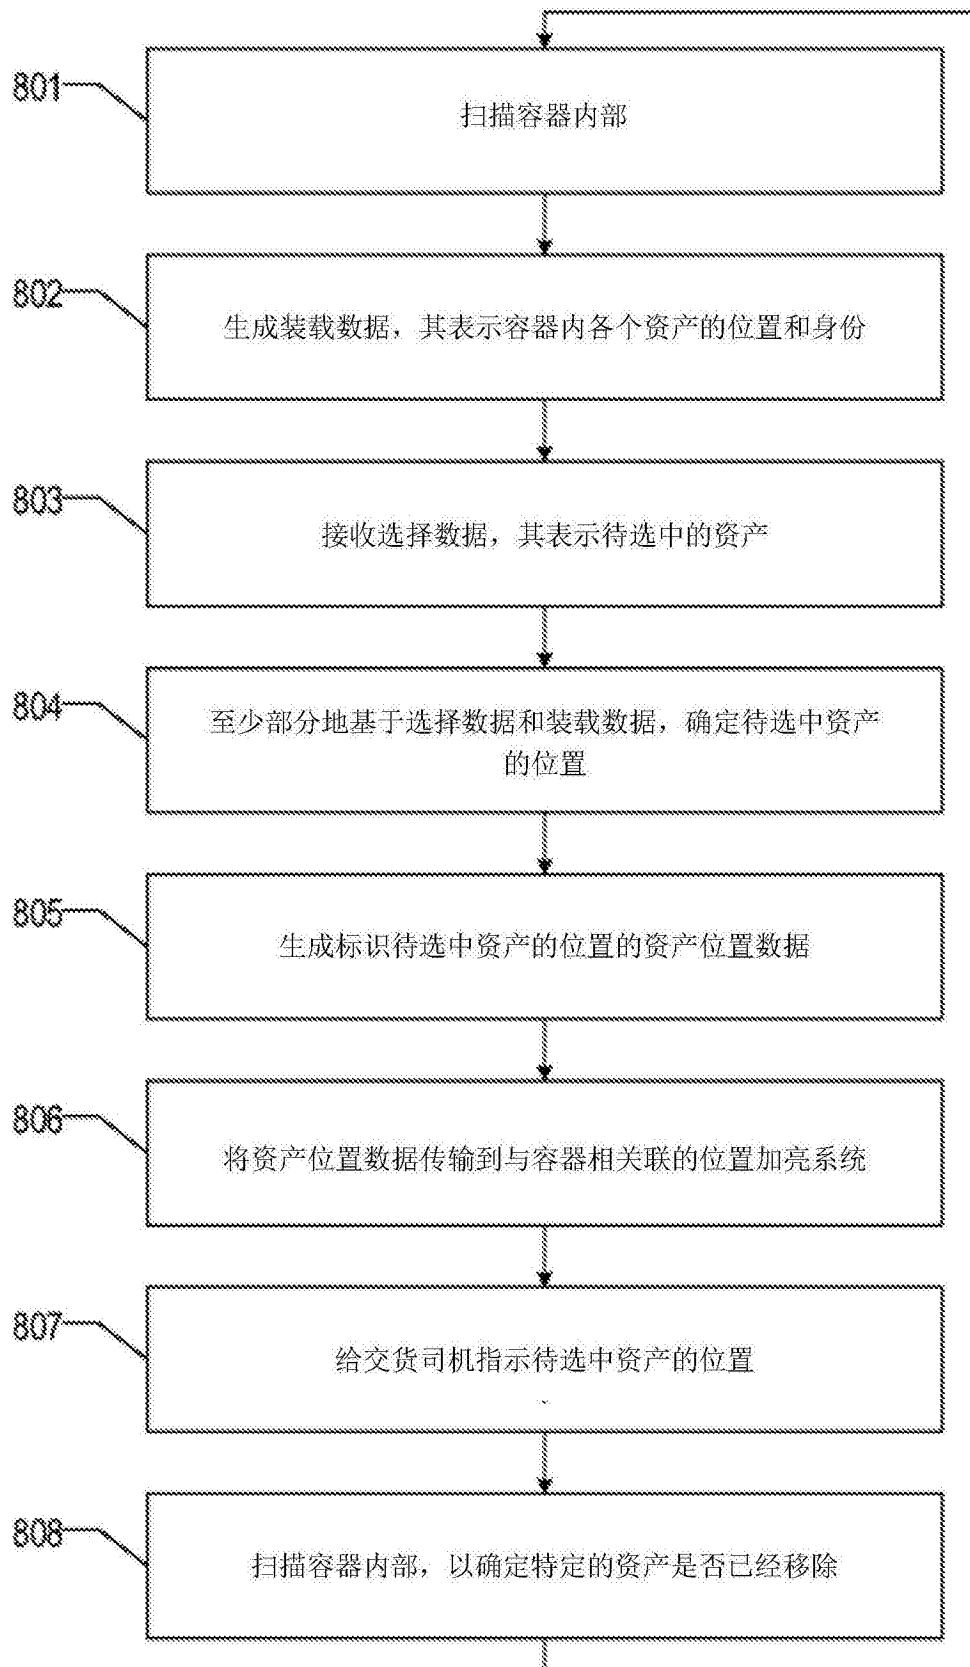 801
扫描容器内部
802
生成装载数据，其表示容器内各个资产的位置和身份
803
接收选择数据，其表示待选中的资产
804
至少部分地基于选择数据和装载数据，确定待选中资产
的位置
805
生成标识待选中资产的位置的资产位置数据
806
将资产位置数据传输到与容器相关联的位置加亮系统
807
给交货司机指示待选中资产的位置
808
扫描容器内部，以确定特定的资产是否已经移除